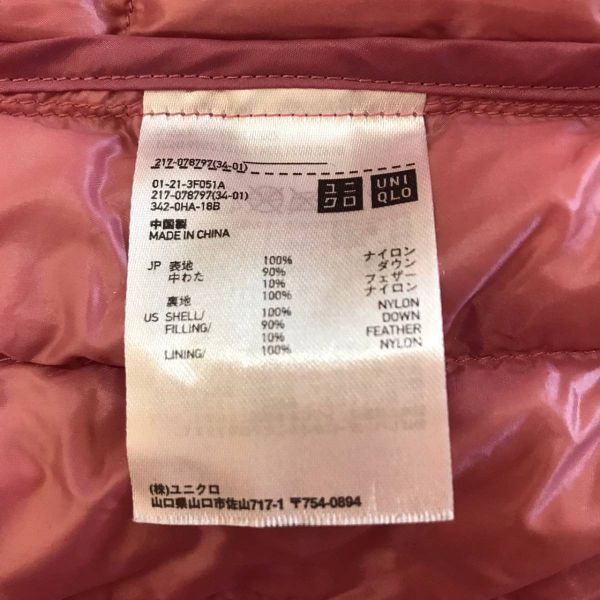 217-078797(34-01)
01-21-3F051A
217-078797(34-01)
342-0HA-18B
ユニクロ
UNIQLO
中国製
MADE IN CHINA
JP 表地 100% ナイロン
中わた 90% ダウン
10% フェザー
裏地 100% ナイロン
US SHELL/ 100% NYLON
FILLING/ 90% DOWN
10% FEATHER
LINING/ 100% NYLON
(株)ユニクロ
山口県山口市佐山717-1 〒754-0894